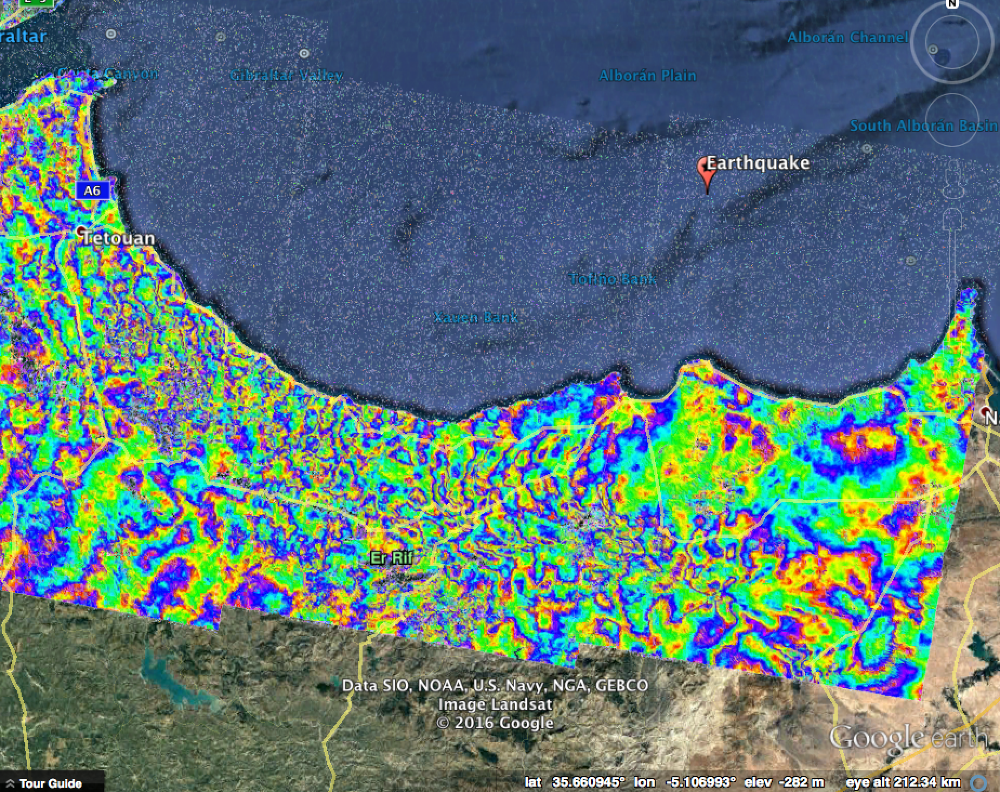 N
raltar
Alborán Channel
Ceuta Canyon
Gibraltar Valley
Alborán Plain
South Alborán Basin
Earthquake
A6
Tetouan
Tofiño Bank
Xauen Bank
Er Rif
Data SIO, NOAA, U.S. Navy, NGA, GEBCO
Image Landsat
© 2016 Google
Google earth
Tour Guide
lat 35.660945° lon -5.106993° elev -282 m eye alt 212.34 km